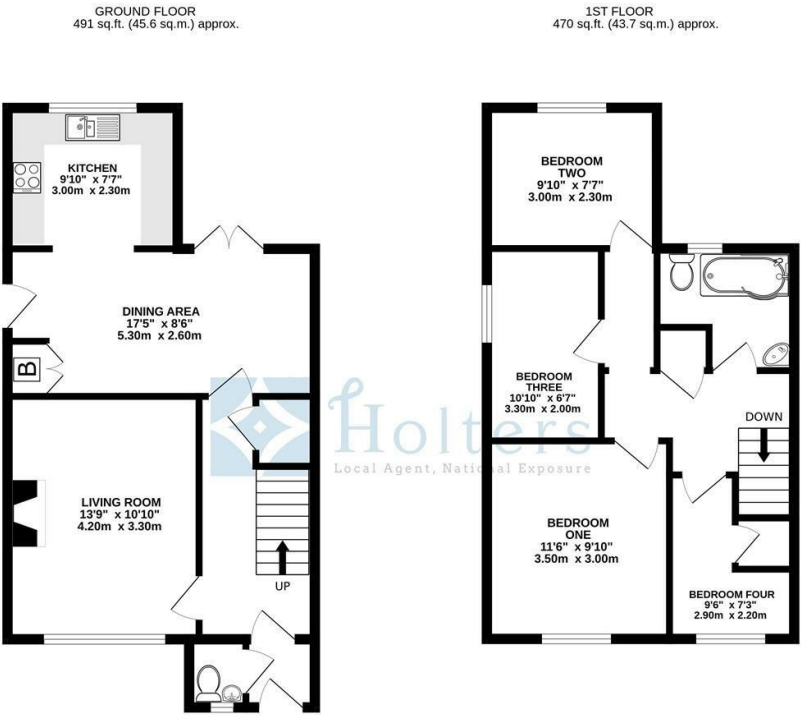 GROUND FLOOR
491 sq.ft. (45.6 sq.m.) approx.
KITCHEN
9'10" x 7'7"
3.00m x 2.30m
DINING AREA
17'5" x 8'6"
5.30m x 2.60m
B
LIVING ROOM
13'9" x 10'10"
4.20m x 3.30m
UP
1ST FLOOR
470 sq.ft. (43.7 sq.m.) approx.
BEDROOM
TWO
9'10" x 7'7"
3.00m x 2.30m
BEDROOM
THREE
10'10" x 6'7"
3.30m x 2.00m
DOWN
BEDROOM
ONE
11'6" x 9'10"
3.50m x 3.00m
BEDROOM FOUR
9'6" x 7'3"
2.90m x 2.20m
Holters
Local Agent, National Exposure